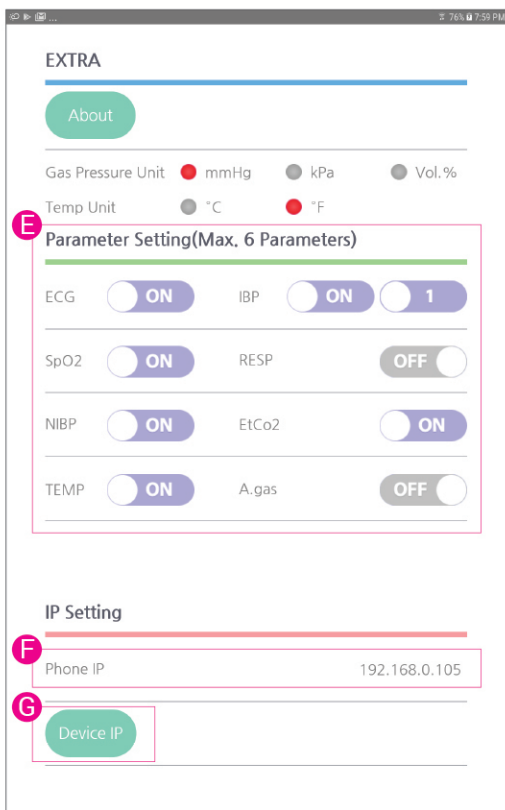 ... 76% 7:59 PM
EXTRA
About
Gas Pressure Unit mmHg kPa Vol.%
Temp Unit °C °F
E
Parameter Setting(Max. 6 Parameters)
ECG ON IBP ON 1
SpO2 ON RESP OFF
NIBP ON EtCo2 ON
TEMP ON A.gas OFF
IP Setting
F
Phone IP 192.168.0.105
G
Device IP